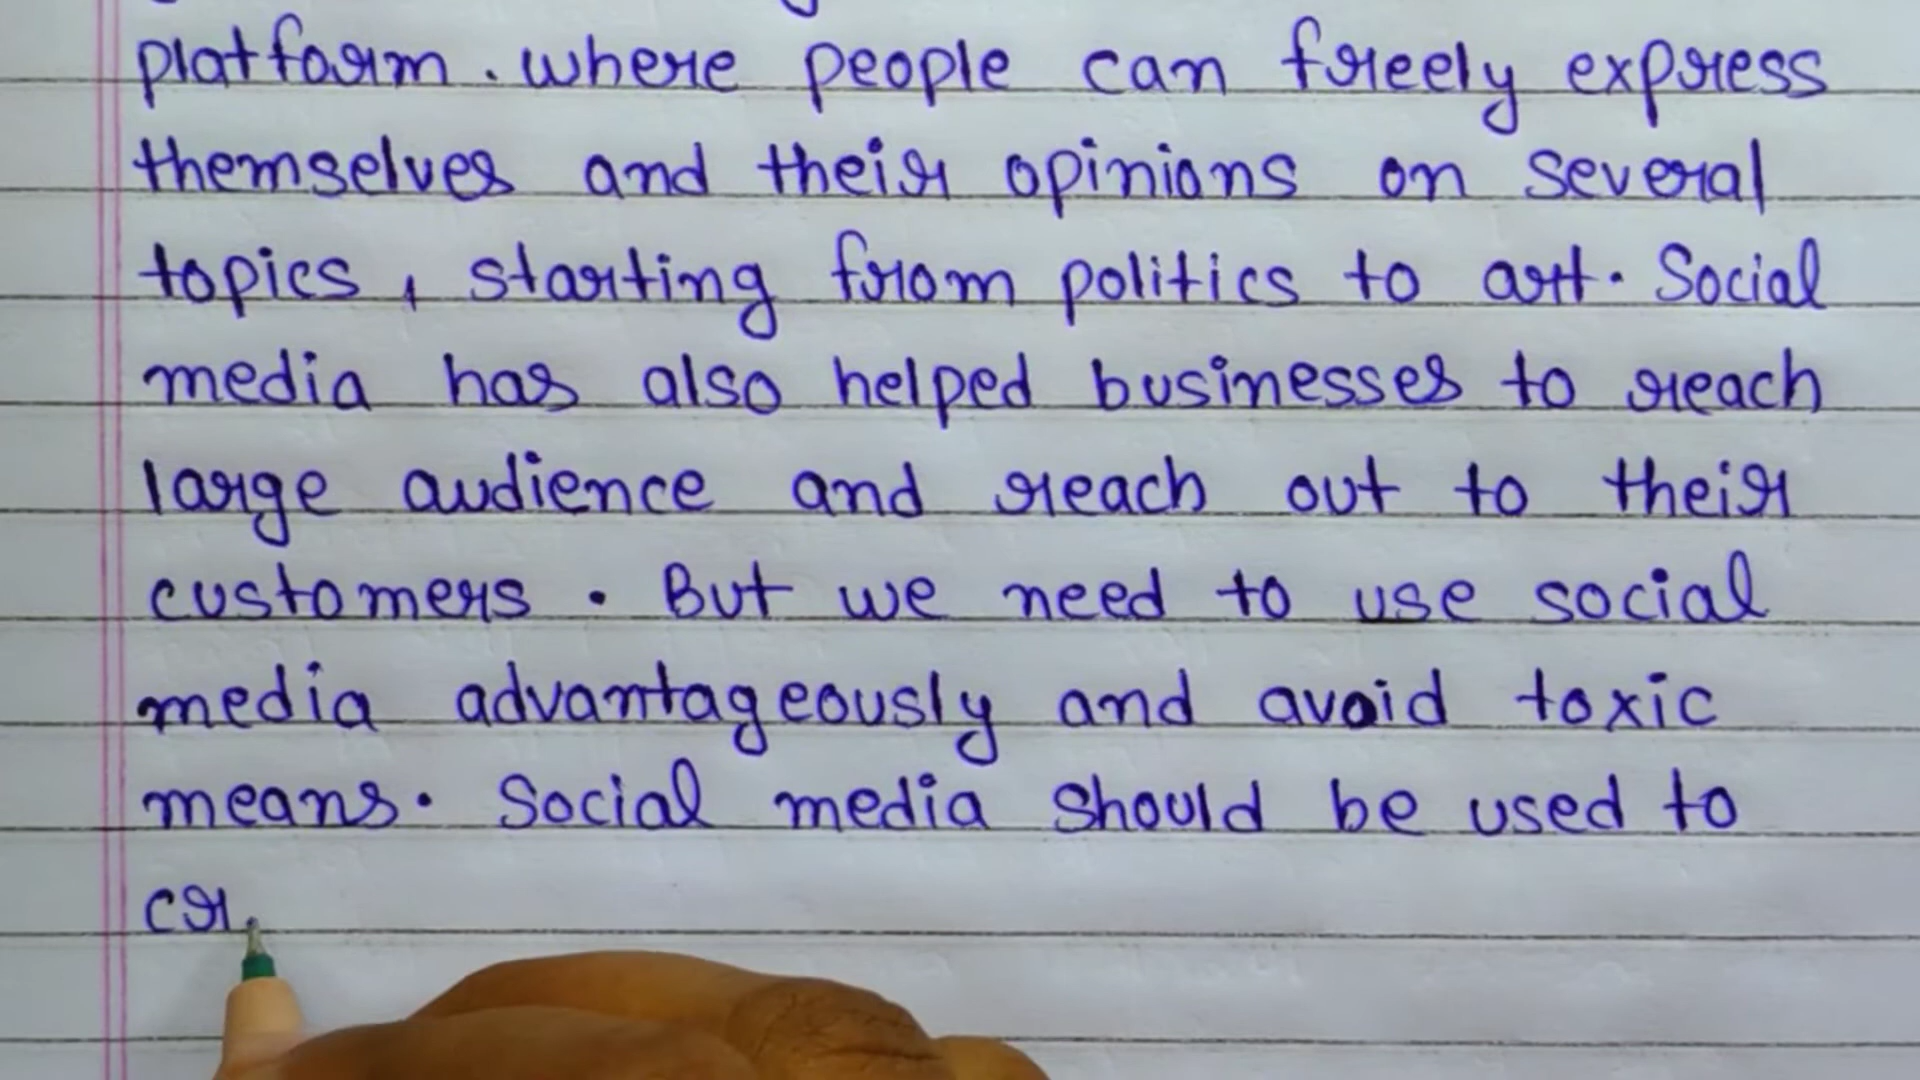 platform. where people can freely express
themselves and their opinions on several
topics, starting from politics to art. Social
media has also helped businesses to reach
large audience and reach out to their
customers. But we need to use social
media advantageously and avoid toxic
means. Social media should be used to
cr